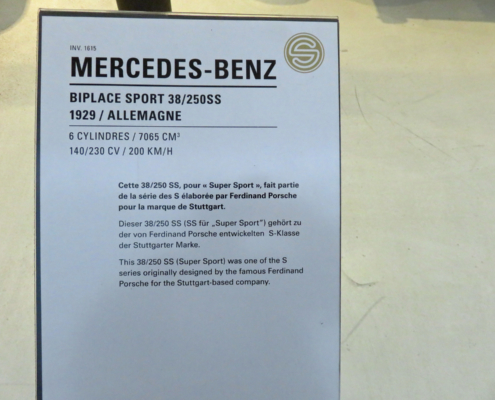 INV. 1615
MERCEDES-BENZ
BIPLACE SPORT 38/250SS
1929 / ALLEMAGNE
6 CYLINDRES / 7065 CM³
140/230 CV / 200 KM/H
Cette 38/250 SS, pour « Super Sport », fait partie
de la série des S élaborée par Ferdinand Porsche
pour la marque de Stuttgart.
Dieser 38/250 SS (SS für „Super Sport“) gehört zu
der von Ferdinand Porsche entwickelten S-Klasse
der Stuttgarter Marke.
This 38/250 SS (Super Sport) was one of the S
series originally designed by the famous Ferdinand
Porsche for the Stuttgart-based company.